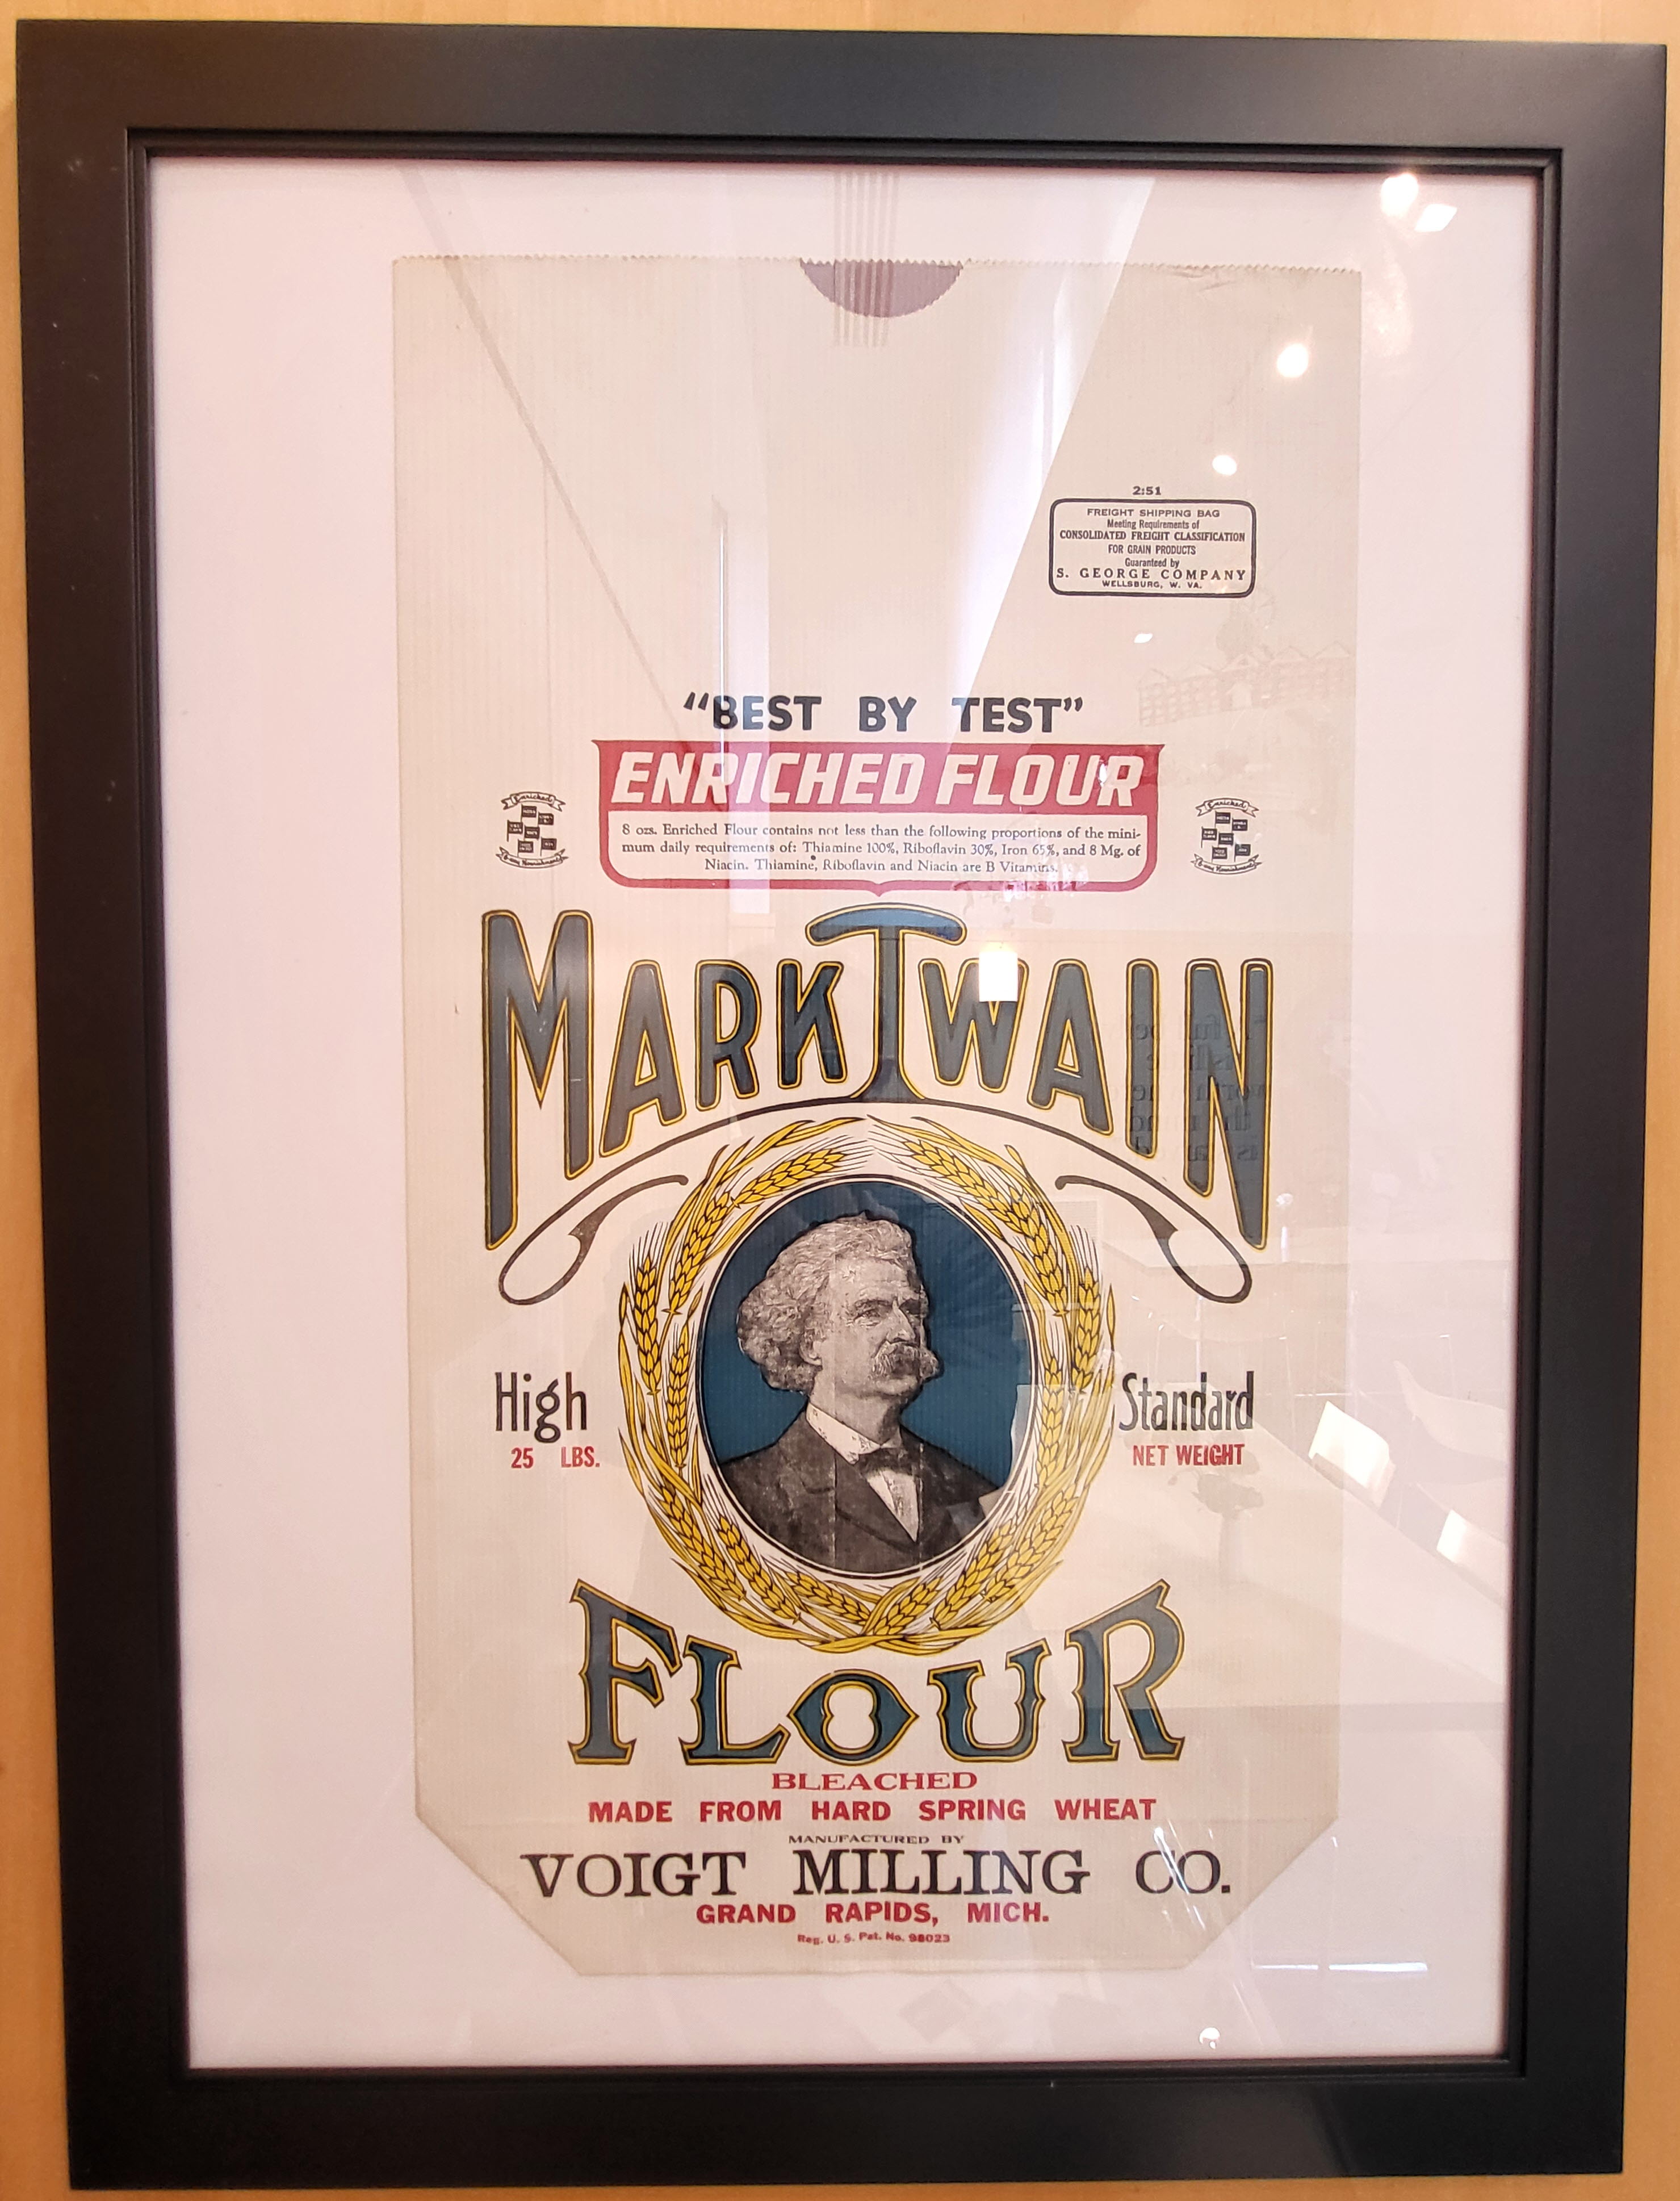 2:51
FREIGHT SHIPPING BAG
Meeting Requirements of
CONSOLIDATED FREIGHT CLASSIFICATION
FOR GRAIN PRODUCTS
Guaranteed by
S. GEORGE COMPANY
WELLSBURG, W. VA.
“BEST BY TEST”
ENRICHED FLOUR
8 ozs. Enriched Flour contains not less than the following proportions of the mini-
mum daily requirements of: Thiamine 100%, Riboflavin 30%, Iron 65%, and 8 Mg. of
Niacin. Thiamine, Riboflavin and Niacin are B Vitamins.
Enriched
Enriched
MARK TWAIN
High
25 LBS.
Standard
NET WEIGHT
FLOUR
BLEACHED
MADE FROM HARD SPRING WHEAT
MANUFACTURED BY
VOIGT MILLING CO.
GRAND RAPIDS, MICH.
Reg. U. S. Pat. No. 98023